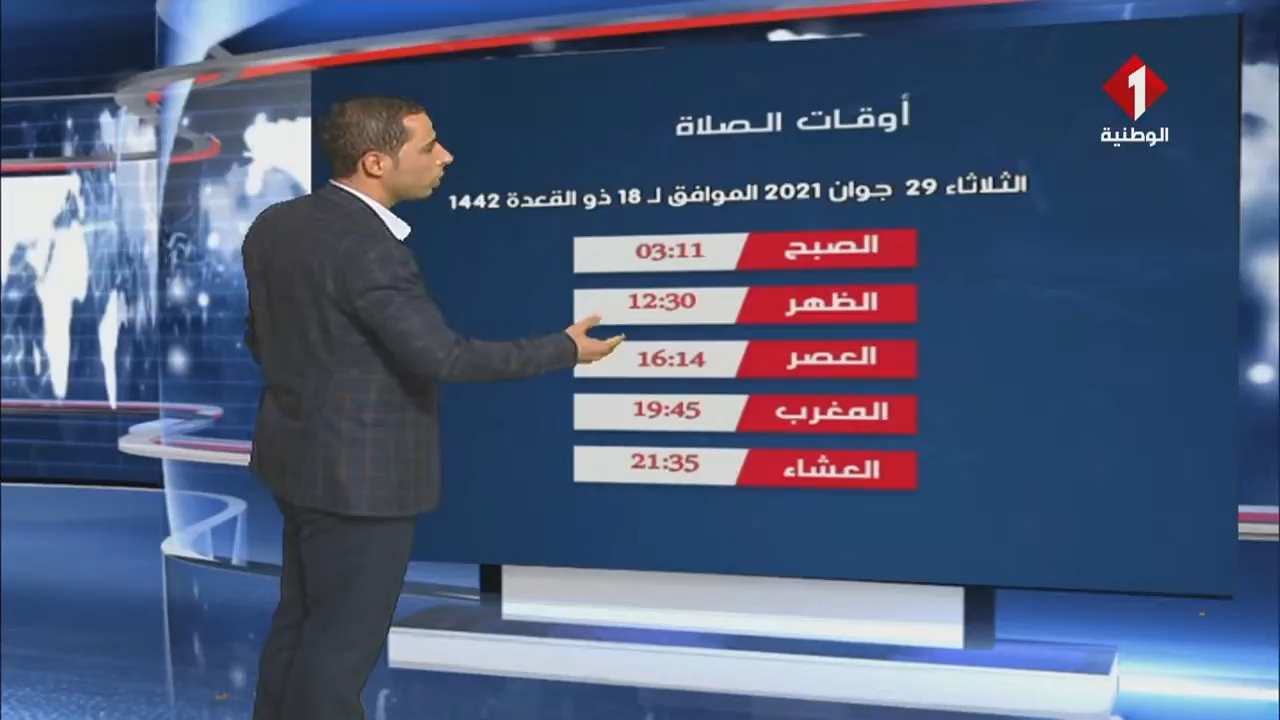 1
الوطنية
أوقات الصلاة
الثلاثاء 29 جوان 2021 الموافق لـ 18 ذو القعدة 1442
الصبح 03:11
الظهر 12:30
العصر 16:14
المغرب 19:45
العشاء 21:35